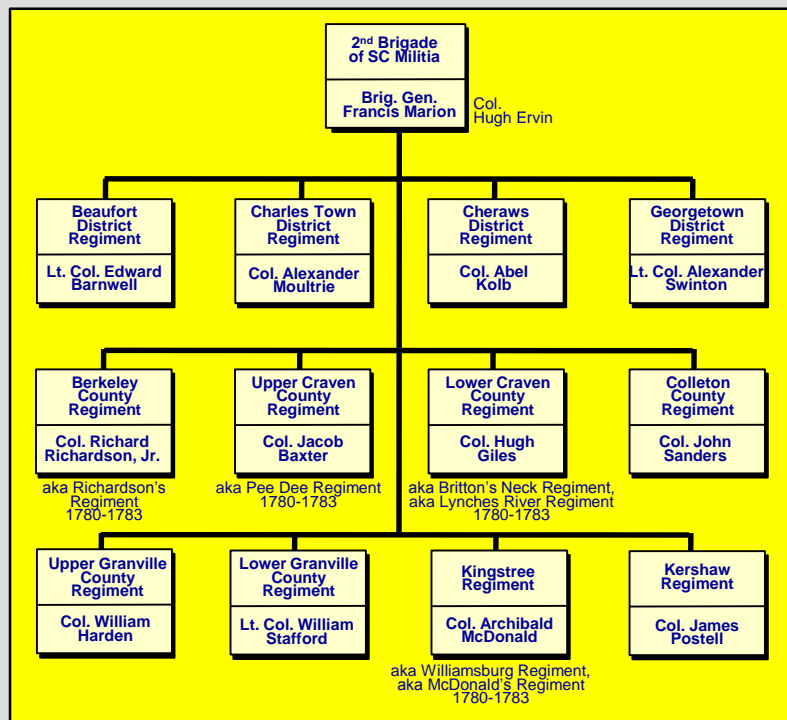 2nd Brigade
of SC Militia
Brig. Gen.
Francis Marion
Col.
Hugh Ervin
Beaufort
District
Regiment
Lt. Col. Edward
Barnwell
Charles Town
District
Regiment
Col. Alexander
Moultrie
Cheraws
District
Regiment
Col. Abel
Kolb
Georgetown
District
Regiment
Lt. Col. Alexander
Swinton
Berkeley
County
Regiment
Col. Richard
Richardson, Jr.
aka Richardson's
Regiment
1780-1783
Upper Craven
County
Regiment
Col. Jacob
Baxter
aka Pee Dee Regiment
1780-1783
Lower Craven
County
Regiment
Col. Hugh
Giles
aka Britton's Neck Regiment,
aka Lynches River Regiment
1780-1783
Colleton
County
Regiment
Col. John
Sanders
Upper Granville
County
Regiment
Col. William
Harden
Lower Granville
County
Regiment
Lt. Col. William
Stafford
Kingstree
Regiment
Col. Archibald
McDonald
aka Williamsburg Regiment,
aka McDonald's Regiment
1780-1783
Kershaw
Regiment
Col. James
Postell